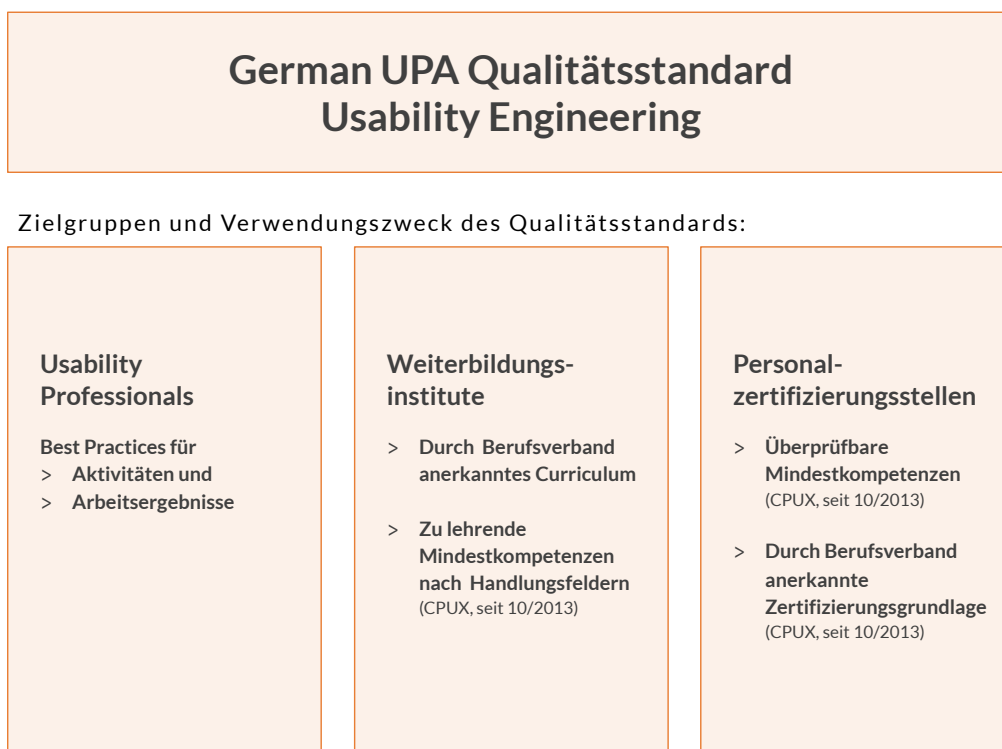 German UPA Qualitätsstandard
Usability Engineering
Zielgruppen und Verwendungszweck des Qualitätsstandards:
Usability
Professionals
Best Practices für
> Aktivitäten und
> Arbeitsergebnisse
Weiterbildungs-
institute
> Durch Berufsverband
anerkanntes Curriculum
> Zu lehrende
Mindestkompetenzen
nach Handlungsfeldern
(CPUX, seit 10/2013)
Personal-
zertifizierungsstellen
> Überprüfbare
Mindestkompetenzen
(CPUX, seit 10/2013)
> Durch Berufsverband
anerkannte
Zertifizierungsgrundlage
(CPUX, seit 10/2013)